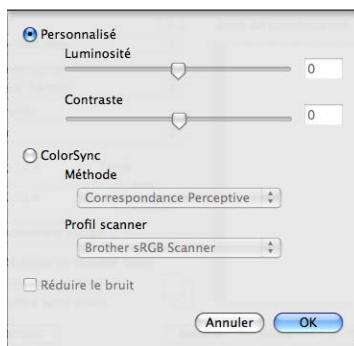 Personnalisé
Luminosité
0
Contraste
0
ColorSync
Méthode
Correspondance Perceptive
Profil scanner
Brother sRGB Scanner
Réduire le bruit
Annuler OK